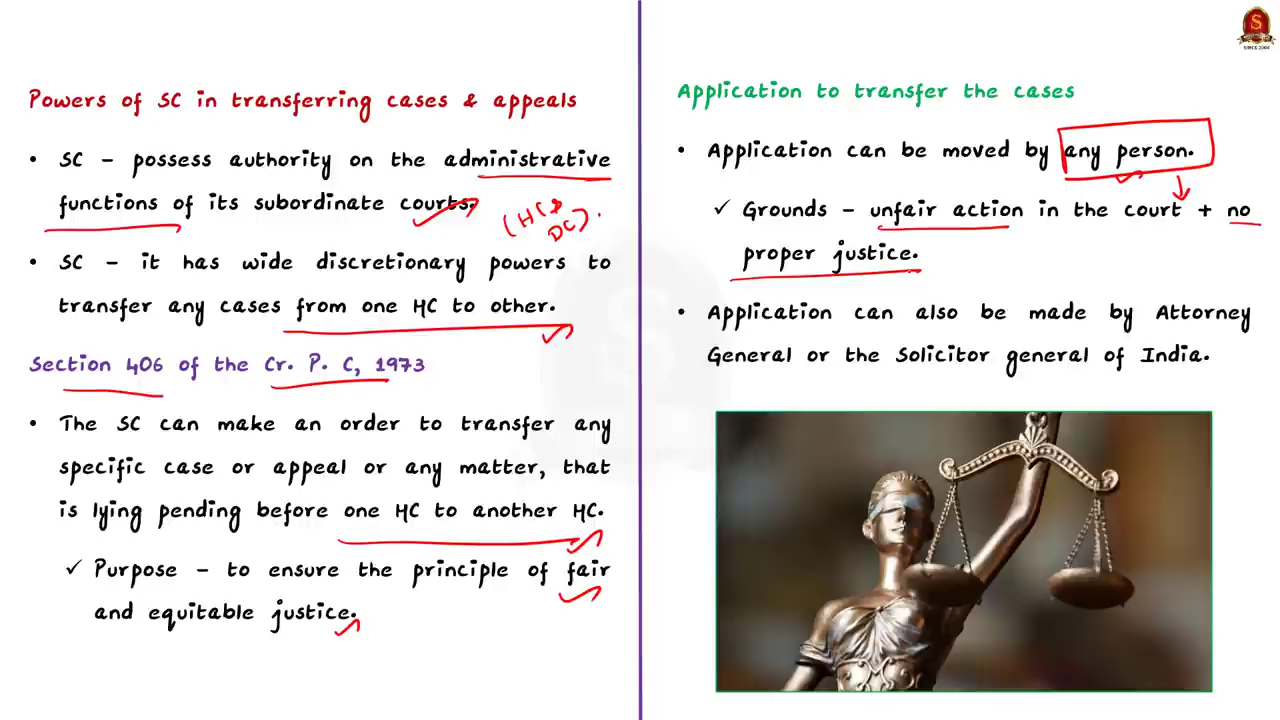 Powers of SC in transferring cases & appeals
• SC - possess authority on the administrative
functions of its subordinate courts.
(HC &
DC).
• SC - it has wide discretionary powers to
transfer any cases from one HC to other.
Section 406 of the Cr. P. C, 1973
• The SC can make an order to transfer any
specific case or appeal or any matter, that
is lying pending before one HC to another HC.
✓ Purpose - to ensure the principle of fair
and equitable justice.
Application to transfer the cases
• Application can be moved by any person.
✓ Grounds - unfair action in the court + no
proper justice.
• Application can also be made by Attorney
General or the Solicitor general of India.
S
SINCE 2004